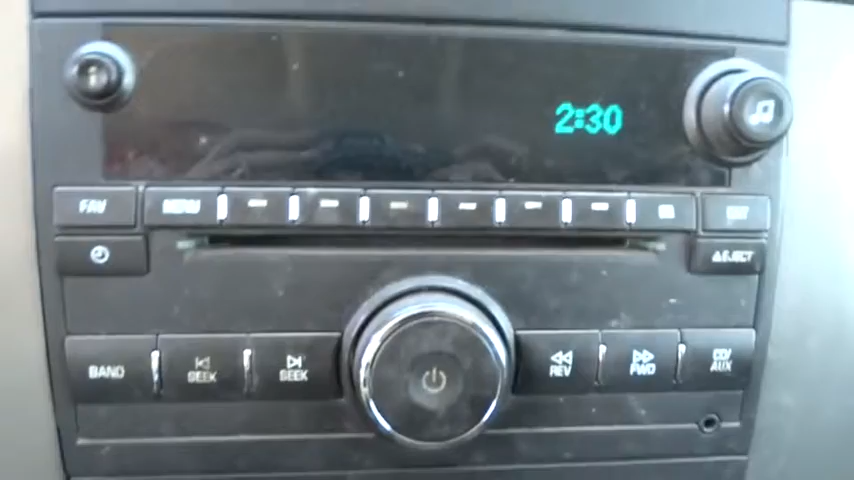 2:30
FAV
MENU
EJECT
BAND
SEEK
SEEK
REV
FWD
CD/
AUX